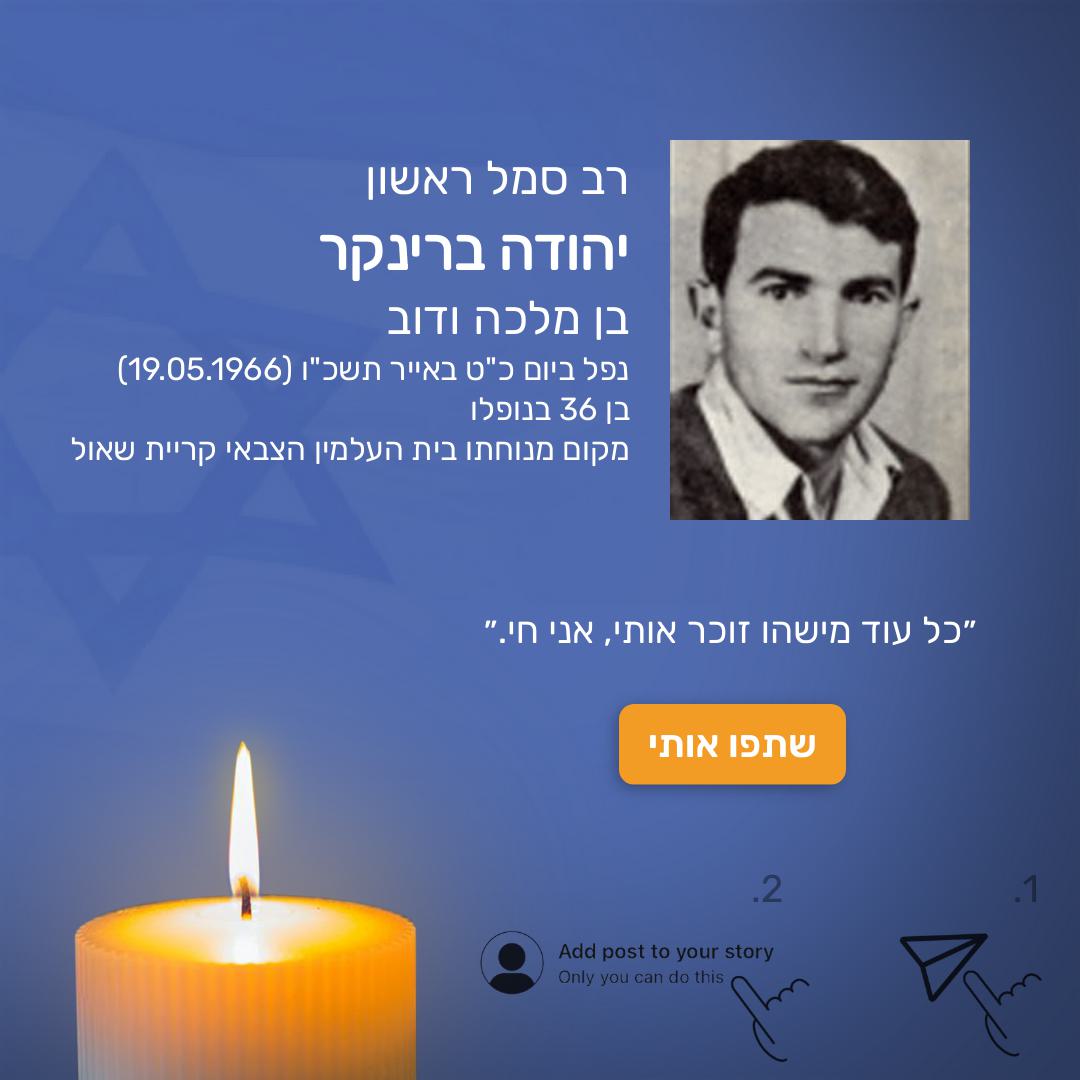 רב סמל ראשון
יהודה ברינקר
בן מלכה ודוב
נפל ביום כ"ט באייר תשכ"ו (19.05.1966)
בן 36 בנופלו
מקום מנוחתו בית העלמין הצבאי קריית שאול
״כל עוד מישהו זוכר אותי, אני חי.״
שתפו אותי
1.
2.
Add post to your story
Only you can do this